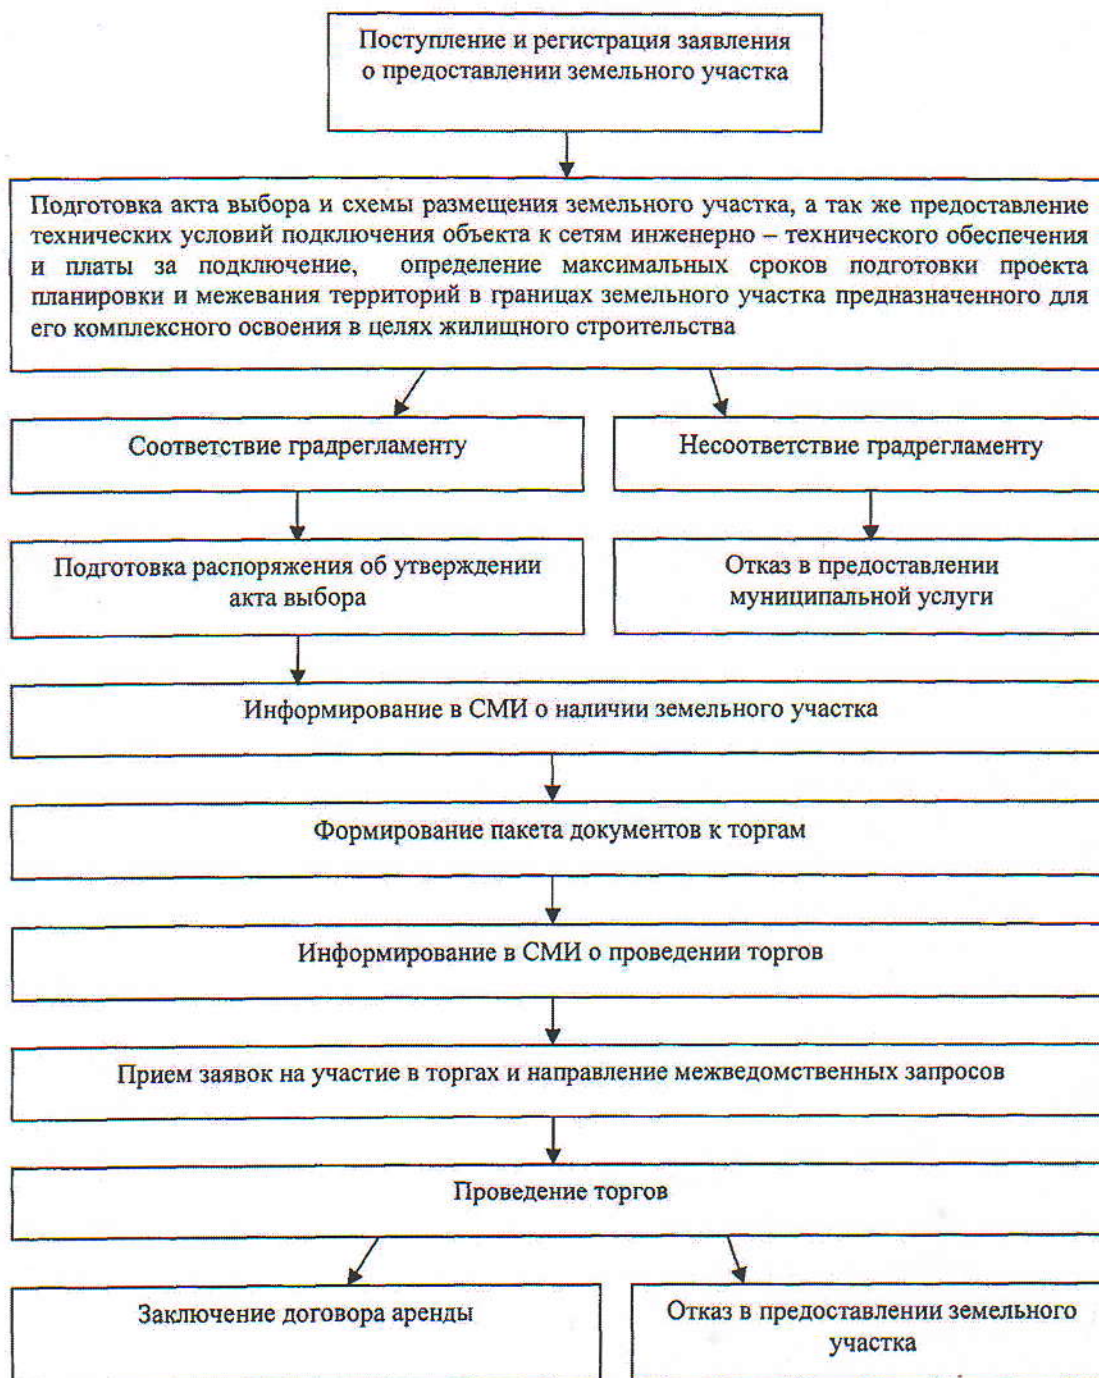 Поступление и регистрация заявления
о предоставлении земельного участка
Подготовка акта выбора и схемы размещения земельного участка, а так же предоставление
технических условий подключения объекта к сетям инженерно – технического обеспечения
и платы за подключение, определение максимальных сроков подготовки проекта
планировки и межевания территорий в границах земельного участка предназначенного для
его комплексного освоения в целях жилищного строительства
Соответствие градрегламенту
Несоответствие градрегламенту
Подготовка распоряжения об утверждении
акта выбора
Отказ в предоставлении
муниципальной услуги
Информирование в СМИ о наличии земельного участка
Формирование пакета документов к торгам
Информирование в СМИ о проведении торгов
Прием заявок на участие в торгах и направление межведомственных запросов
Проведение торгов
Заключение договора аренды
Отказ в предоставлении земельного
участка